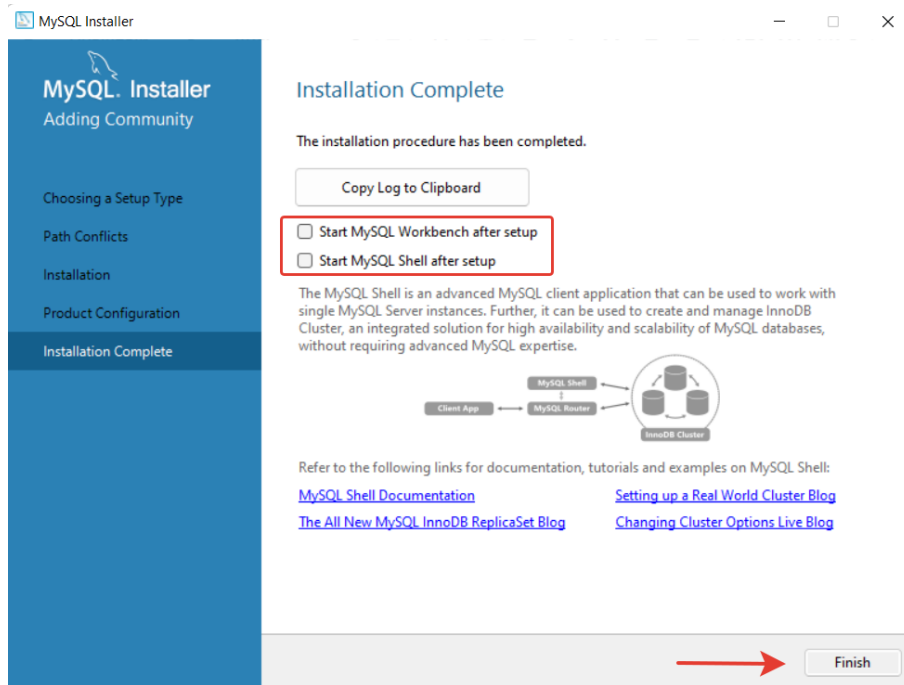 MySQL Installer
MySQL. Installer
Adding Community
Choosing a Setup Type
Path Conflicts
Installation
Product Configuration
Installation Complete
Installation Complete
The installation procedure has been completed.
Copy Log to Clipboard
Start MySQL Workbench after setup
Start MySQL Shell after setup
The MySQL Shell is an advanced MySQL client application that can be used to work with
single MySQL Server instances. Further, it can be used to create and manage InnoDB
Cluster, an integrated solution for high availability and scalability of MySQL databases,
without requiring advanced MySQL expertise.
MySQL Shell
Client App
MySQL Router
InnoDB Cluster
Refer to the following links for documentation, tutorials and examples on MySQL Shell:
MySQL Shell Documentation
Setting up a Real World Cluster Blog
The All New MySQL InnoDB ReplicaSet Blog
Changing Cluster Options Live Blog
Finish